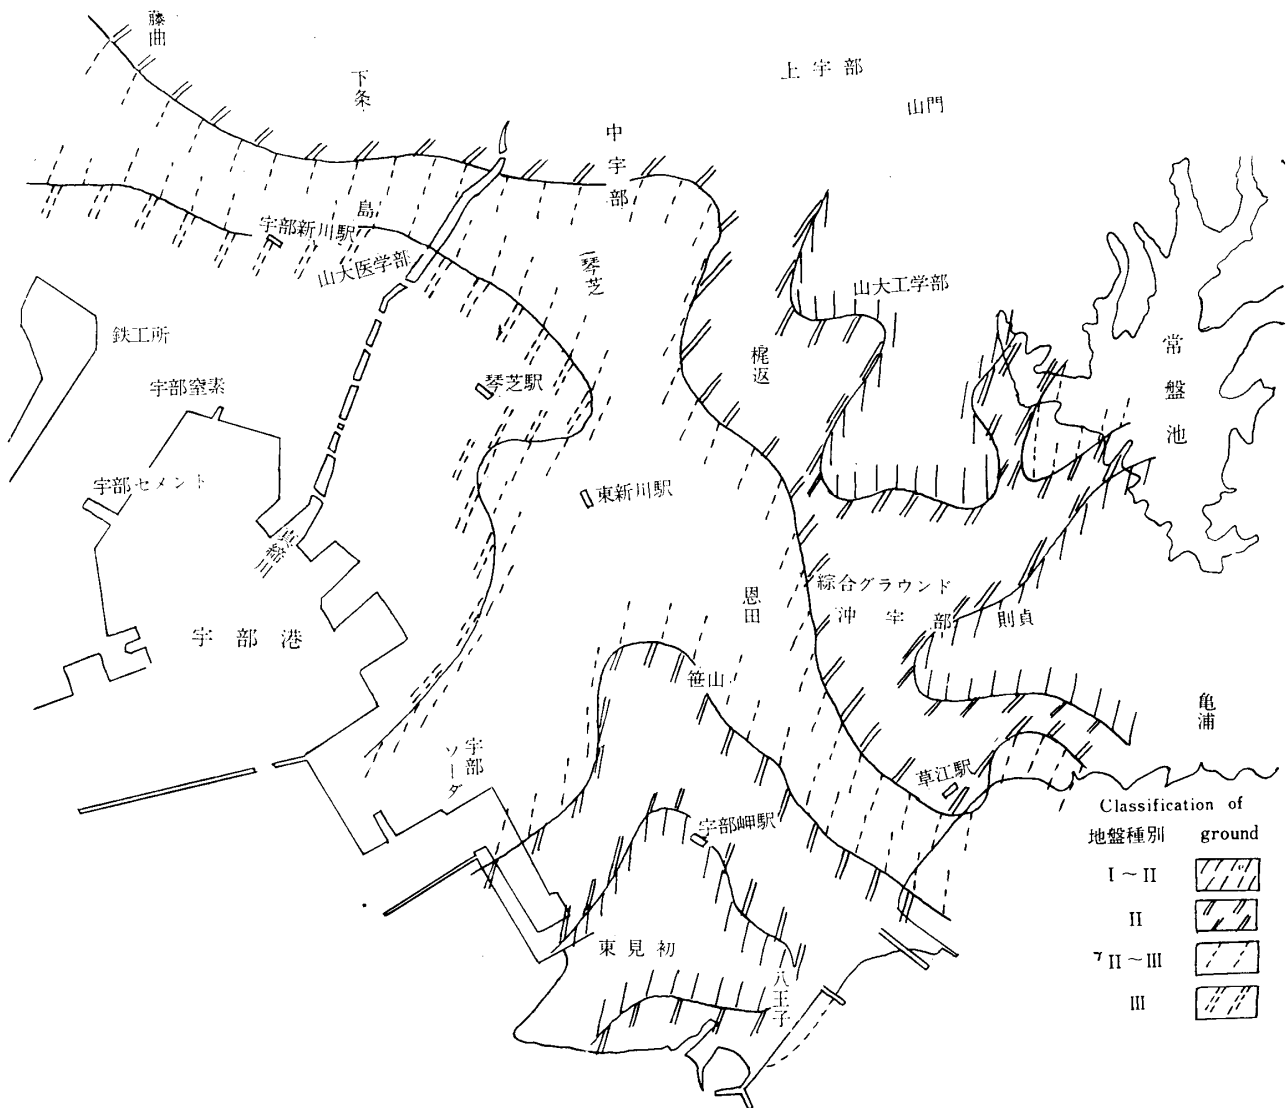 藤曲
下条
上宇部
山門
中宇部
島
宇部新川駅
山大医学部
琴芝
山大工学部
常盤池
梶返
鉄工所
宇部窒素
琴芝駅
宇部セメント
東新川駅
真締川
恩田
綜合グラウンド
沖宇部
則貞
宇部港
笹山
亀浦
宇部
ソーダ
草江駅
宇部岬駅
東見初
八王子
Classification of
地盤種別 ground
I～II
II
II～III
III